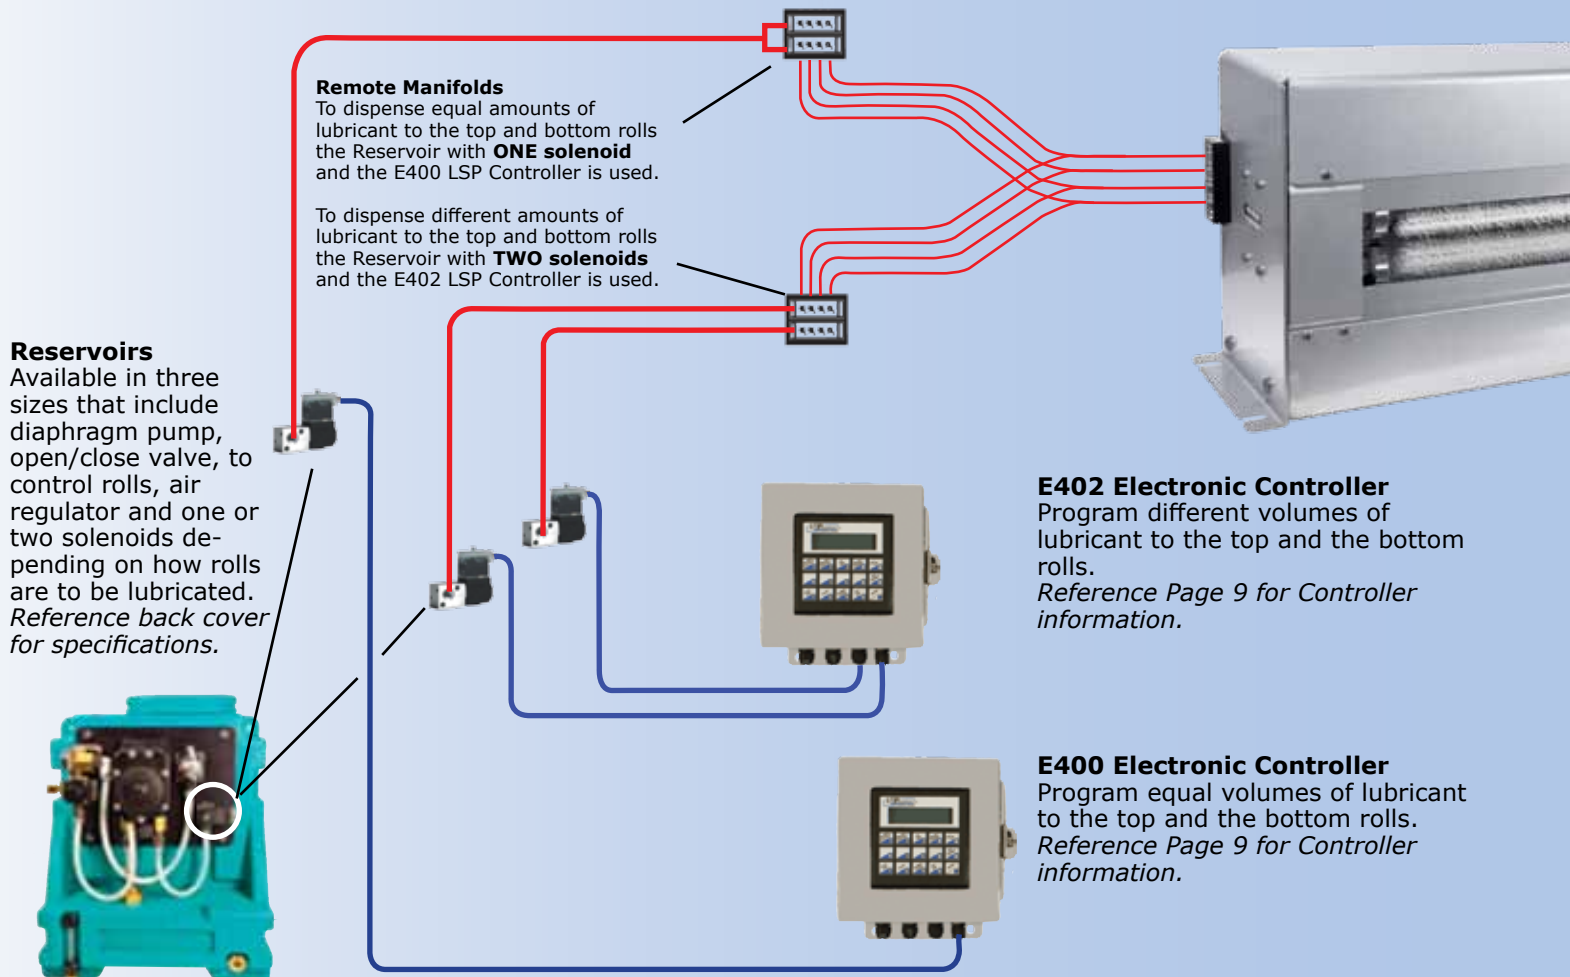 Remote Manifolds
To dispense equal amounts of
lubricant to the top and bottom rolls
the Reservoir with ONE solenoid
and the E400 LSP Controller is used.
To dispense different amounts of
lubricant to the top and bottom rolls
the Reservoir with TWO solenoids
and the E402 LSP Controller is used.
Reservoirs
Available in three
sizes that include
diaphragm pump,
open/close valve, to
control rolls, air
regulator and one or
two solenoids de-
pending on how rolls
are to be lubricated.
Reference back cover
for specifications.
E402 Electronic Controller
Program different volumes of
lubricant to the top and the bottom
rolls.
Reference Page 9 for Controller
information.
E400 Electronic Controller
Program equal volumes of lubricant
to the top and the bottom rolls.
Reference Page 9 for Controller
information.